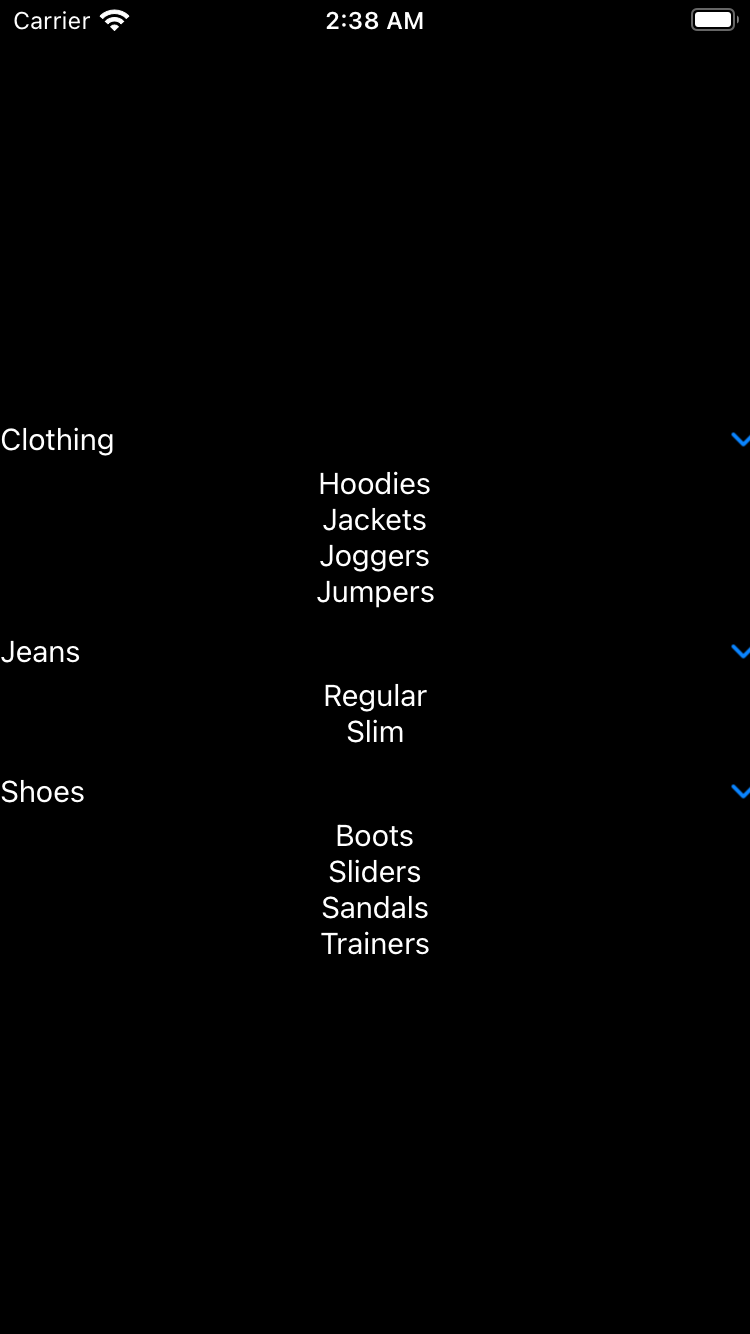 Carrier 2:38 AM
Clothing
Hoodies
Jackets
Joggers
Jumpers
Jeans
Regular
Slim
Shoes
Boots
Sliders
Sandals
Trainers